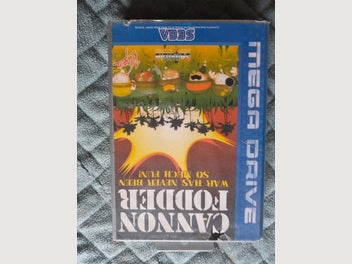 CANNON
FODDER
WAR HAS NEVER BEEN
SO MUCH FUN!
SEGA
MEGA DRIVE